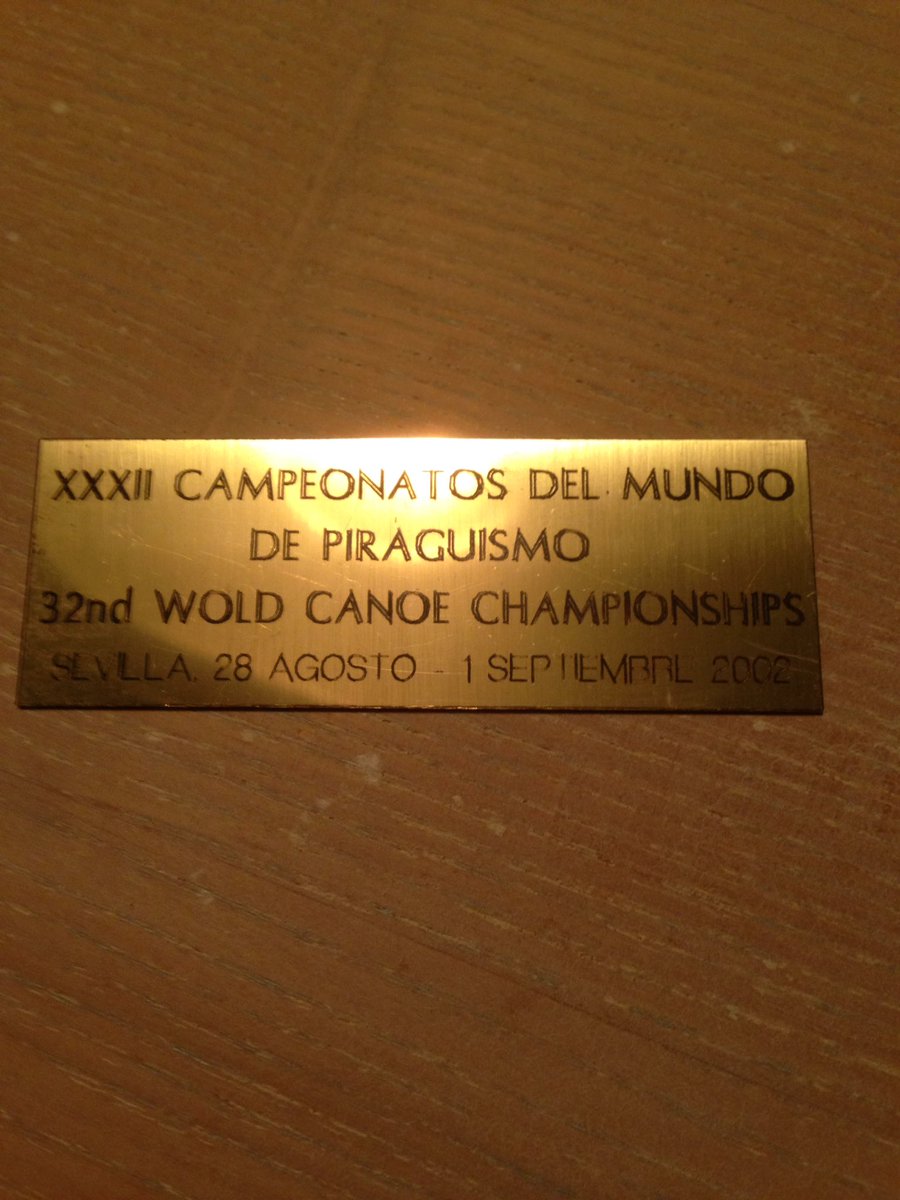 XXXII CAMPEONATOS DEL MUNDO
DE PIRAGUISMO
32nd WOLD CANOE CHAMPIONSHIPS
SEVILLA, 28 AGOSTO - 1 SEPTIEMBRE 2002